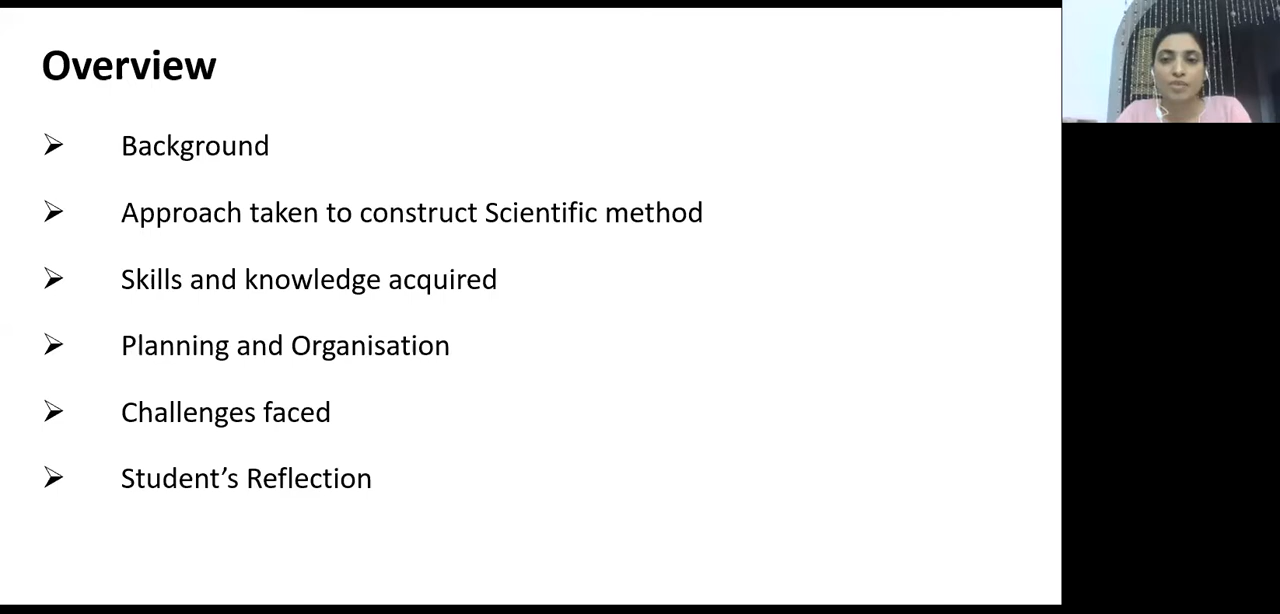 Overview
➢ Background
➢ Approach taken to construct Scientific method
➢ Skills and knowledge acquired
➢ Planning and Organisation
➢ Challenges faced
➢ Student’s Reflection